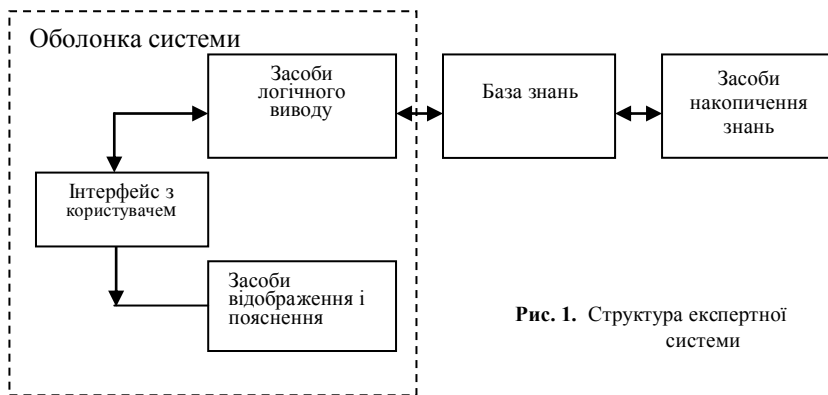 Оболонка системи
Засоби
логічного
виводу
База знань
Засоби
накопичення
знань
Інтерфейс з
користувачем
Засоби
відображення і
пояснення
Рис. 1. Структура експертної
системи